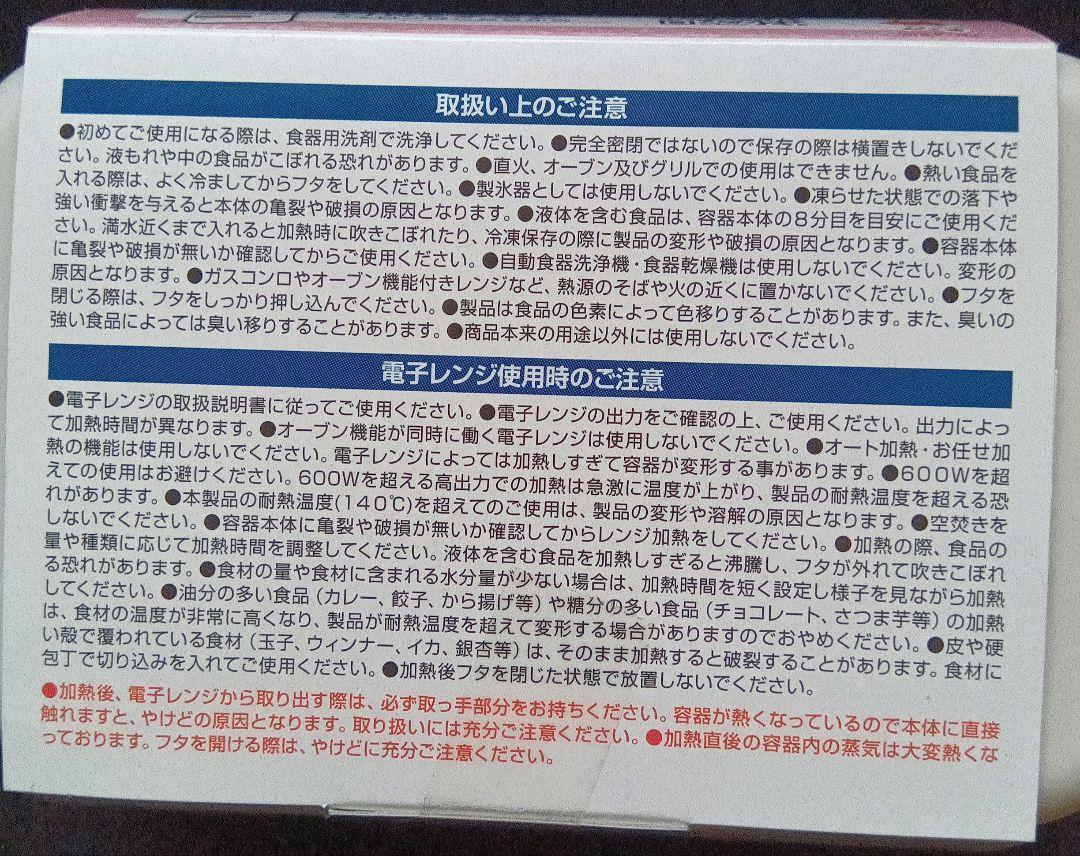 取扱い上のご注意
●初めてご使用になる際は、食器用洗剤で洗浄してください。●完全密閉ではないので保存の際は横置きしないでくだ
さい。液もれや中の食品がこぼれる恐れがあります。●直火、オーブン及びグリルでの使用はできません。●熱い食品を
入れる際は、よく冷ましてからフタをしてください。●製氷器としては使用しないでください。●凍らせた状態での落下や
強い衝撃を与えると本体の亀裂や破損の原因となります。●液体を含む食品は、容器本体の8分目を目安にご使用くだ
さい。満水近くまで入れると加熱時に吹きこぼれたり、冷凍保存の際に製品の変形や破損の原因となります。●容器本体
に亀裂や破損が無いか確認してからご使用ください。●自動食器洗浄機・食器乾燥機は使用しないでください。変形の
原因となります。●ガスコンロやオーブン機能付きレンジなど、熱源のそばや火の近くに置かないでください。●フタを
閉じる際は、フタをしっかり押し込んでください。●製品は食品の色素によって色移りすることがあります。また、臭いの
強い食品によっては臭い移りすることがあります。●商品本来の用途以外には使用しないでください。
電子レンジ使用時のご注意
●電子レンジの取扱説明書に従ってご使用ください。●電子レンジの出力をご確認の上、ご使用ください。出力によっ
て加熱時間が異なります。●オーブン機能が同時に働く電子レンジは使用しないでください。●オート加熱・お任せ加
熱の機能は使用しないでください。電子レンジによっては加熱しすぎて容器が変形する事があります。●600Wを超
えての使用はお避けください。600Wを超える高出力での加熱は急激に温度が上がり、製品の耐熱温度を超える恐
れがあります。●本製品の耐熱温度(140℃)を超えてのご使用は、製品の変形や溶解の原因となります。●空焚きを
しないでください。●容器本体に亀裂や破損が無いか確認してからレンジ加熱をしてください。●加熱の際、食品の
量や種類に応じて加熱時間を調整してください。液体を含む食品を加熱しすぎると沸騰し、フタが外れて吹きこぼれ
る恐れがあります。●食材の量や食材に含まれる水分量が少ない場合は、加熱時間を短く設定し様子を見ながら加熱
してください。●油分の多い食品(カレー、餃子、から揚げ等)や糖分の多い食品(チョコレート、さつま芋等)の加熱
は、食材の温度が非常に高くなり、製品が耐熱温度を超えて変形する場合がありますのでおやめください。●皮や硬
い殻で覆われている食材(玉子、ウィンナー、イカ、銀杏等)は、そのまま加熱すると破裂することがあります。食材に
包丁で切り込みを入れてご使用ください。●加熱後フタを閉じた状態で放置しないでください。
●加熱後、電子レンジから取り出す際は、必ず取っ手部分をお持ちください。容器が熱くなっているので本体に直接
触れますと、やけどの原因となります。取り扱いには充分ご注意ください。●加熱直後の容器内の蒸気は大変熱くな
っております。フタを開ける際は、やけどに充分ご注意ください。